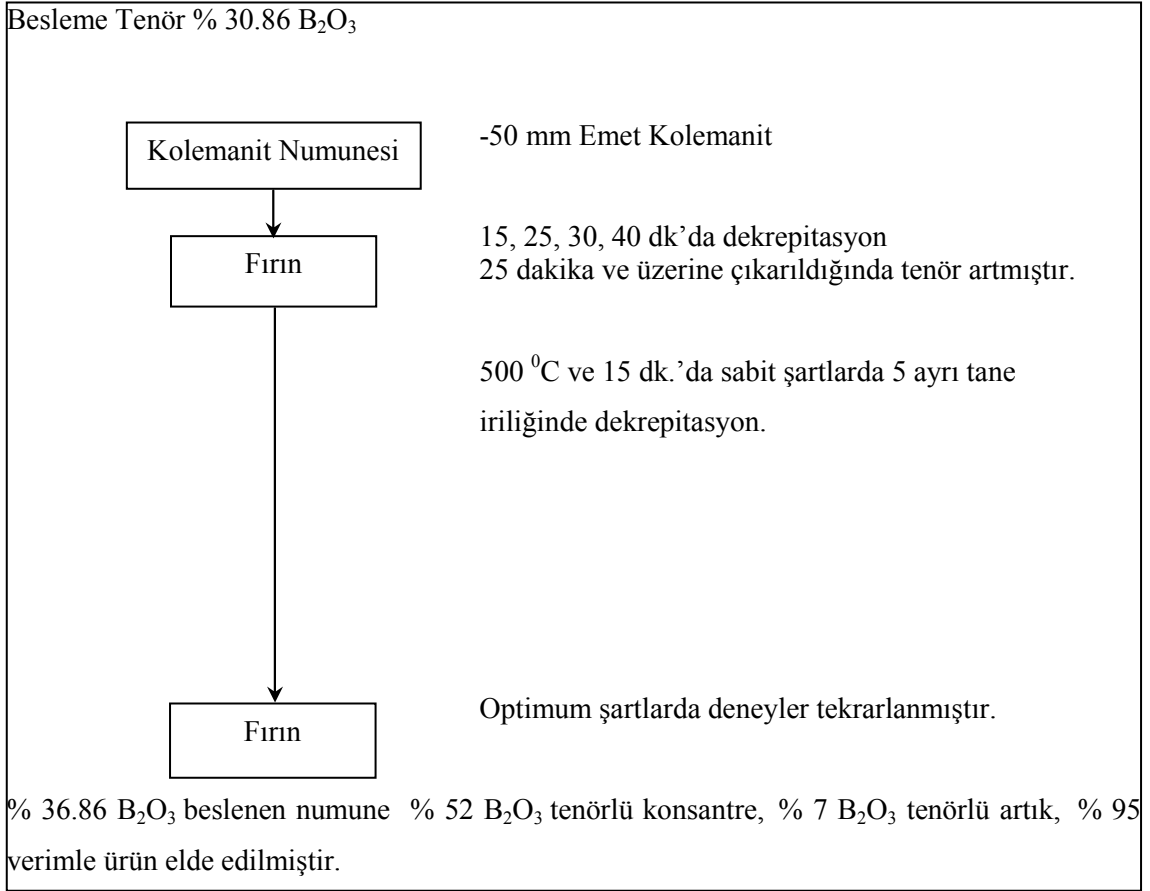 Besleme Tenör % 30.86 B₂O₃
Kolemanit Numunesi
-50 mm Emet Kolemanit
Fırın
15, 25, 30, 40 dk’da dekrepitasyon
25 dakika ve üzerine çıkarıldığında tenör artmıştır.
500 ⁰C ve 15 dk.’da sabit şartlarda 5 ayrı tane
iriliğinde dekrepitasyon.
Fırın
Optimum şartlarda deneyler tekrarlanmıştır.
% 36.86 B₂O₃ beslenen numune % 52 B₂O₃ tenörlü konsantre, % 7 B₂O₃ tenörlü artık, % 95
verimle ürün elde edilmiştir.